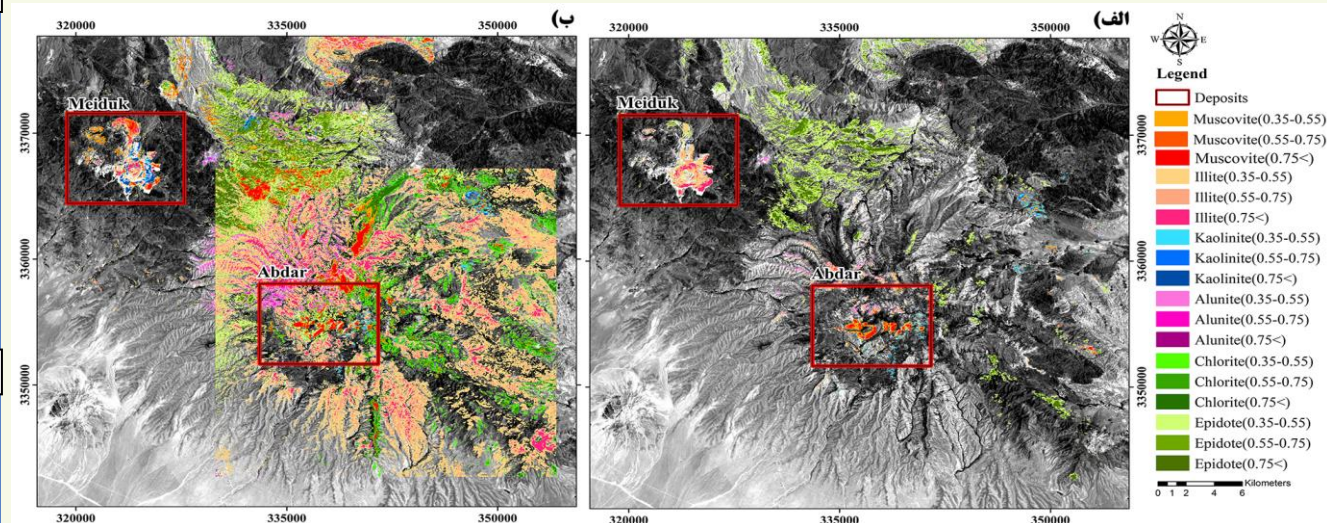 320000
335000
350000
ب)
320000
335000
350000
الف)
N
W
E
S
Legend
Deposits
Muscovite(0.35-0.55)
Muscovite(0.55-0.75)
Muscovite(0.75<)
Illite(0.35-0.55)
Illite(0.55-0.75)
Illite(0.75<)
Kaolinite(0.35-0.55)
Kaolinite(0.55-0.75)
Kaolinite(0.75<)
Alunite(0.35-0.55)
Alunite(0.55-0.75)
Alunite(0.75<)
Chlorite(0.35-0.55)
Chlorite(0.55-0.75)
Chlorite(0.75<)
Epidote(0.35-0.55)
Epidote(0.55-0.75)
Epidote(0.75<)
0 1 2 4 6 Kilometers
Meiduk
Abdar
Meiduk
Abdar
3370000
3360000
3350000
3370000
3360000
3350000
3370000
3360000
3350000
320000
335000
350000
320000
335000
350000